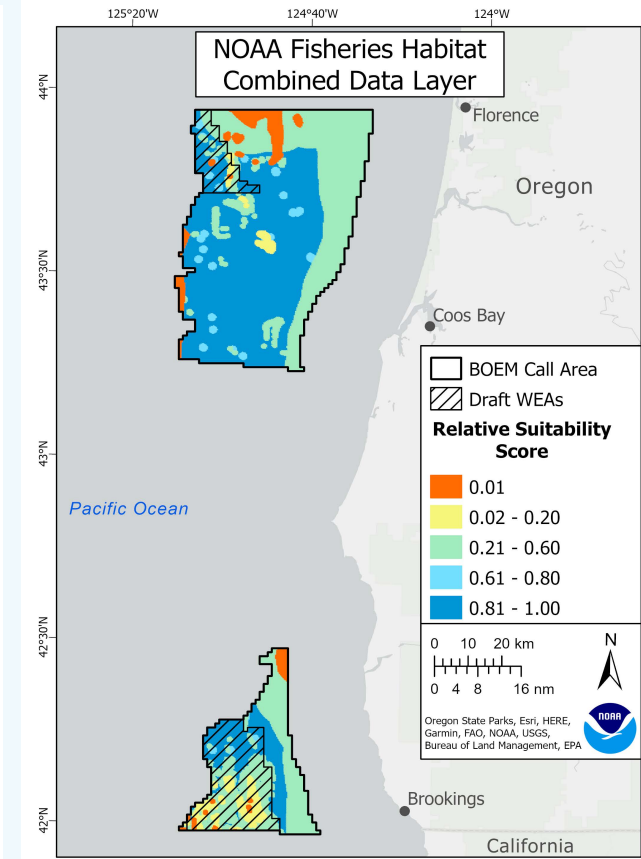 125°20'W
124°40'W
124°W
NOAA Fisheries Habitat
Combined Data Layer
44°N
Florence
Oregon
43°30'N
Coos Bay
BOEM Call Area
Draft WEAs
Relative Suitability
Score
0.01
0.02 - 0.20
0.21 - 0.60
0.61 - 0.80
0.81 - 1.00
43°N
Pacific Ocean
42°30'N
0 10 20 km
0 4 8 16 nm
N
Oregon State Parks, Esri, HERE,
Garmin, FAO, NOAA, USGS,
Bureau of Land Management, EPA
NOAA
42°N
Brookings
California